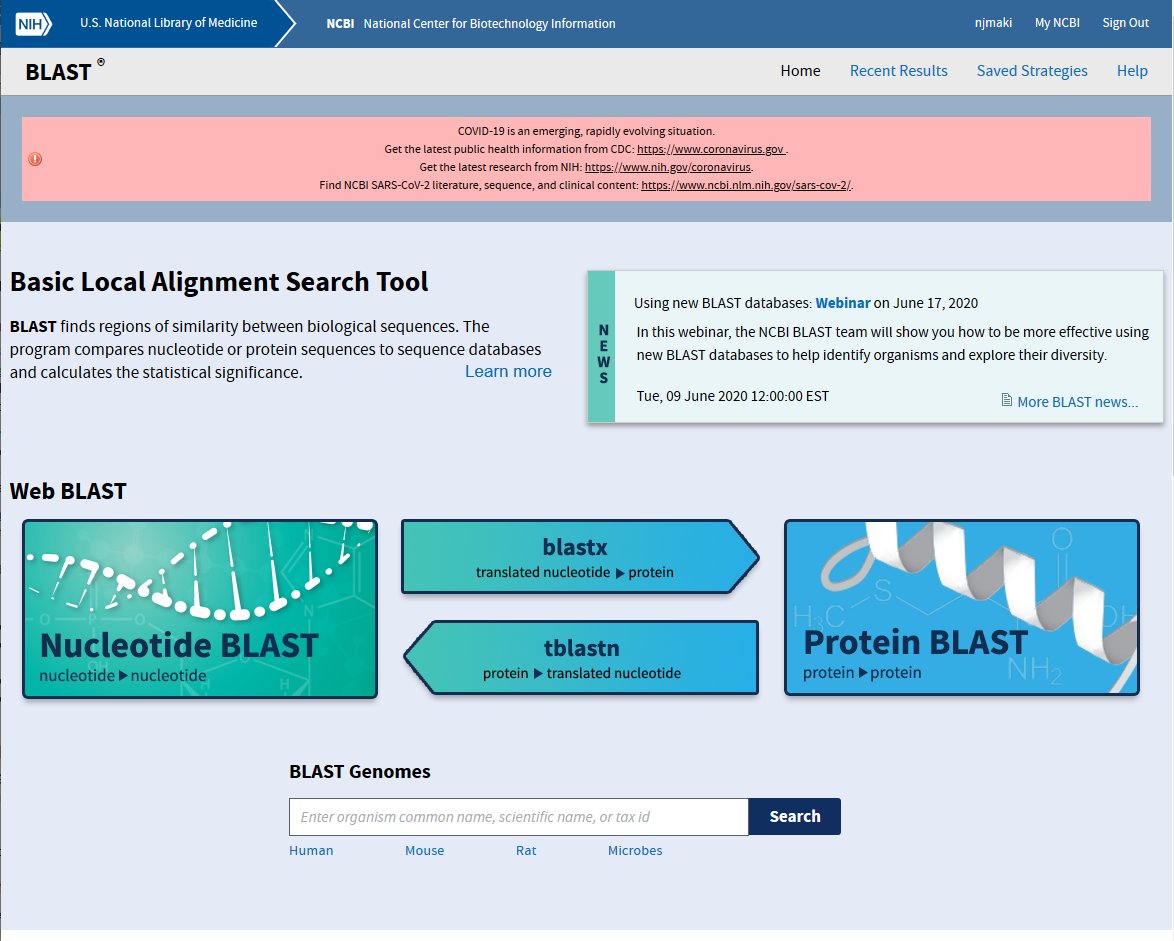 NIH U.S. National Library of Medicine NCBI National Center for Biotechnology Information njmaki My NCBI Sign Out
BLAST ® Home Recent Results Saved Strategies Help
COVID-19 is an emerging, rapidly evolving situation.
Get the latest public health information from CDC: https://www.coronavirus.gov .
Get the latest research from NIH: https://www.nih.gov/coronavirus.
Find NCBI SARS-CoV-2 literature, sequence, and clinical content: https://www.ncbi.nlm.nih.gov/sars-cov-2/.
Basic Local Alignment Search Tool
BLAST finds regions of similarity between biological sequences. The
program compares nucleotide or protein sequences to sequence databases
and calculates the statistical significance. Learn more
NEWS
Using new BLAST databases: Webinar on June 17, 2020
In this webinar, the NCBI BLAST team will show you how to be more effective using
new BLAST databases to help identify organisms and explore their diversity.
Tue, 09 June 2020 12:00:00 EST
More BLAST news...
Web BLAST
Nucleotide BLAST
nucleotide ▶ nucleotide
blastx
translated nucleotide ▶ protein
tblastn
protein ▶ translated nucleotide
O
S
H₃C
OH
NH₂
Protein BLAST
protein ▶ protein
BLAST Genomes
Enter organism common name, scientific name, or tax id Search
Human Mouse Rat Microbes